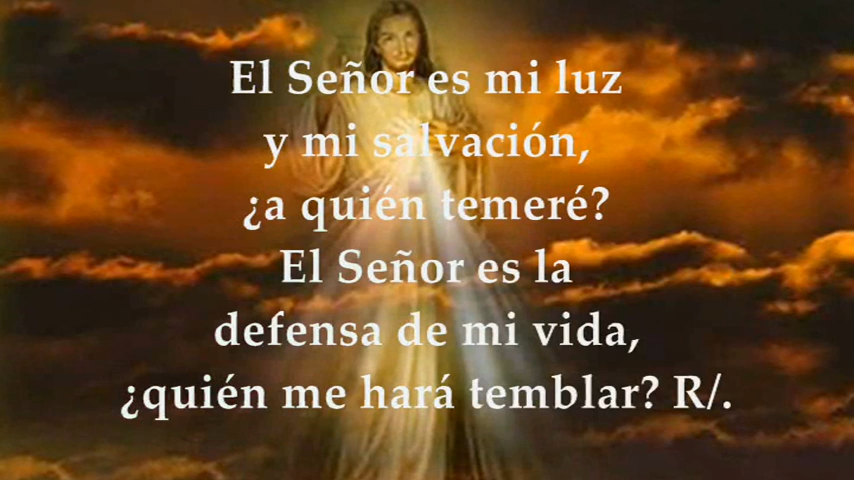 El Señor es mi luz
y mi salvación,
¿a quién temeré?
El Señor es la
defensa de mi vida,
¿quién me hará temblar? R/.